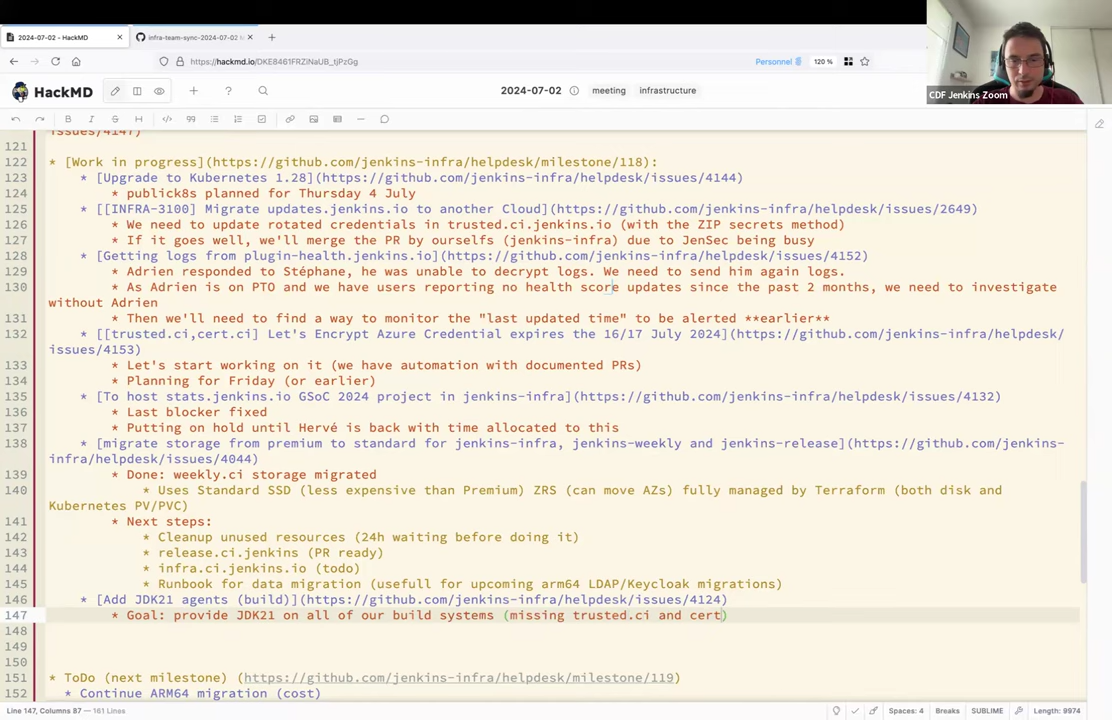 2024-07-02 - HackMD
infra-team-sync-2024-07-02
https://hackmd.io/DKE8461FRZiNaUB_tjPzGg
Personnel
120 %
CDF Jenkins Zoom
HackMD
2024-07-02
meeting
infrastructure
issues/4147)
121
122 * [Work in progress](https://github.com/jenkins-infra/helpdesk/milestone/118):
123 * [Upgrade to Kubernetes 1.28](https://github.com/jenkins-infra/helpdesk/issues/4144)
124 * publick8s planned for Thursday 4 July
125 * [[INFRA-3100] Migrate updates.jenkins.io to another Cloud](https://github.com/jenkins-infra/helpdesk/issues/2649)
126 * We need to update rotated credentials in trusted.ci.jenkins.io (with the ZIP secrets method)
127 * If it goes well, we'll merge the PR by ourselfs (jenkins-infra) due to JenSec being busy
128 * [Getting logs from plugin-health.jenkins.io](https://github.com/jenkins-infra/helpdesk/issues/4152)
129 * Adrien responded to Stéphane, he was unable to decrypt logs. We need to send him again logs.
130 * As Adrien is on PTO and we have users reporting no health score updates since the past 2 months, we need to investigate
without Adrien
131 * Then we'll need to find a way to monitor the "last updated time" to be alerted **earlier**
132 * [[trusted.ci,cert.ci] Let's Encrypt Azure Credential expires the 16/17 July 2024](https://github.com/jenkins-infra/helpdesk/
issues/4153)
133 * Let's start working on it (we have automation with documented PRs)
134 * Planning for Friday (or earlier)
135 * [To host stats.jenkins.io GSoC 2024 project in jenkins-infra](https://github.com/jenkins-infra/helpdesk/issues/4132)
136 * Last blocker fixed
137 * Putting on hold until Hervé is back with time allocated to this
138 * [migrate storage from premium to standard for jenkins-infra, jenkins-weekly and jenkins-release](https://github.com/jenkins-
infra/helpdesk/issues/4044)
139 * Done: weekly.ci storage migrated
140 * Uses Standard SSD (less expensive than Premium) ZRS (can move AZs) fully managed by Terraform (both disk and
Kubernetes PV/PVC)
141 * Next steps:
142 * Cleanup unused resources (24h waiting before doing it)
143 * release.ci.jenkins (PR ready)
144 * infra.ci.jenkins.io (todo)
145 * Runbook for data migration (usefull for upcoming arm64 LDAP/Keycloak migrations)
146 * [Add JDK21 agents (build)](https://github.com/jenkins-infra/helpdesk/issues/4124)
147 * Goal: provide JDK21 on all of our build systems (missing trusted.ci and cert)
148
149
150
151 * ToDo (next milestone) (https://github.com/jenkins-infra/helpdesk/milestone/119)
152 * Continue ARM64 migration (cost)
Line 147, Columns 87 — 161 Lines
Spaces: 4
Breaks
SUBLIME
Length: 9974